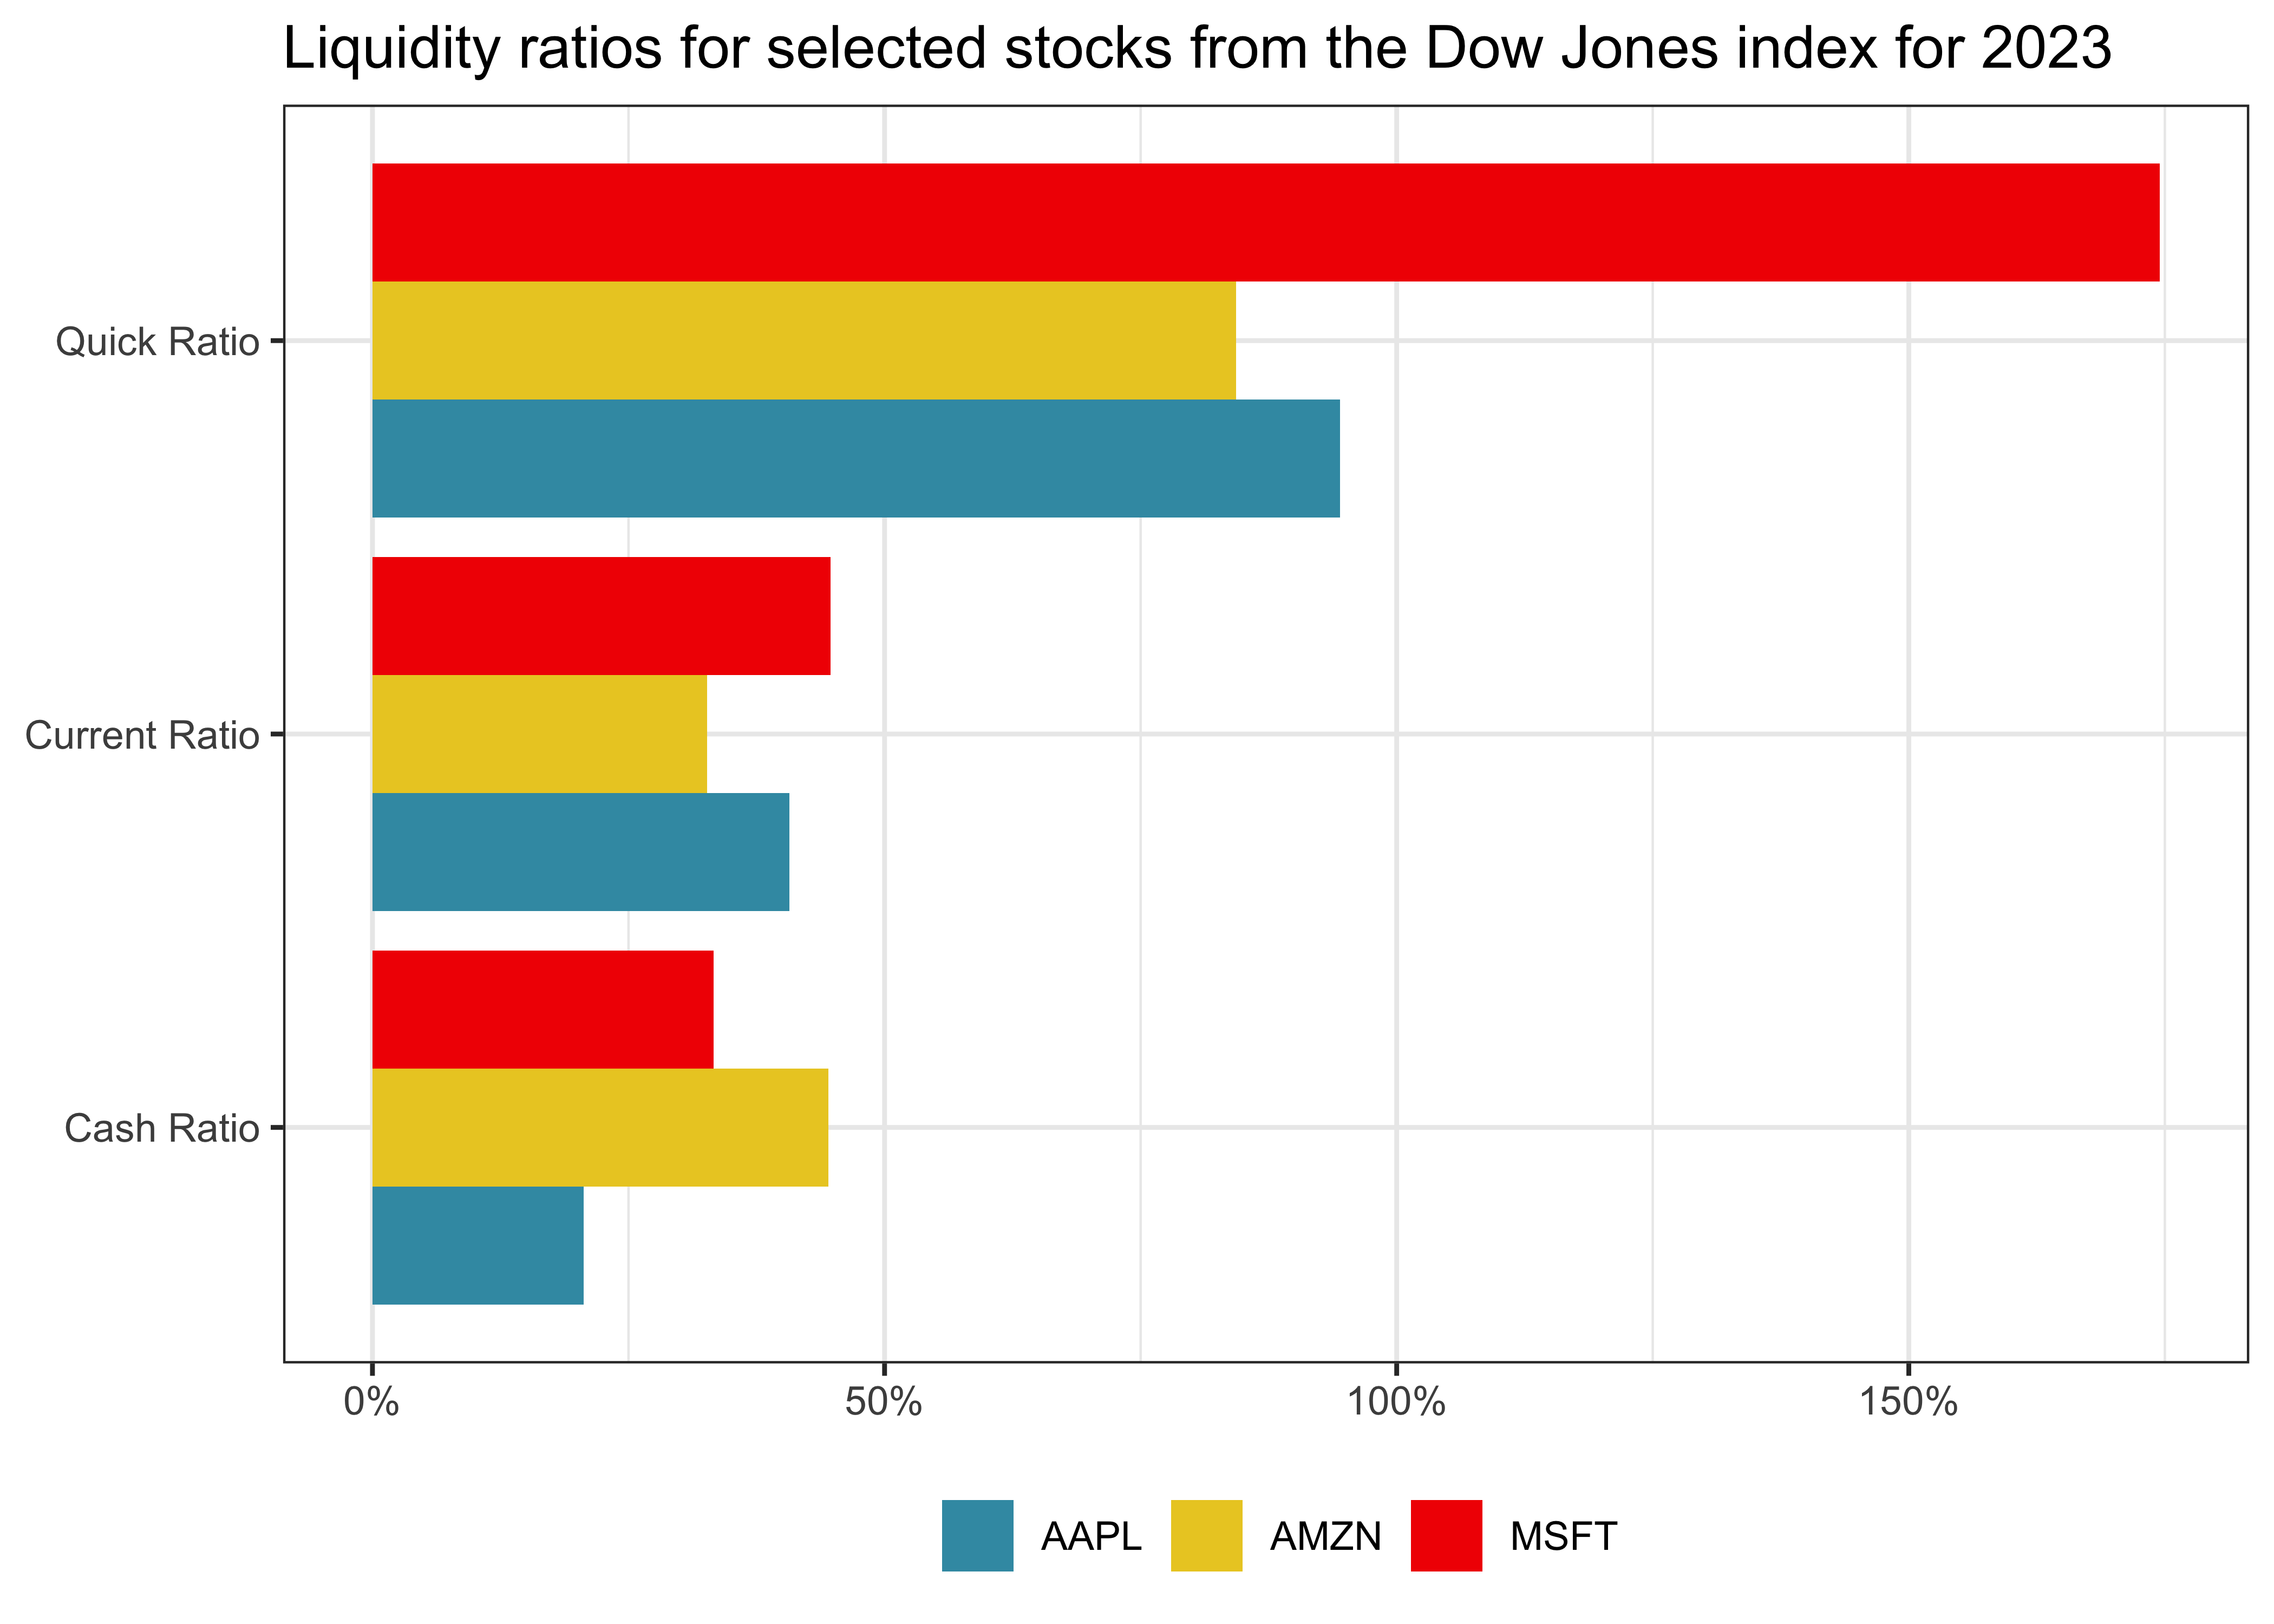 Liquidity ratios for selected stocks from the Dow Jones index for 2023
Quick Ratio
Current Ratio
Cash Ratio
0% 50% 100% 150%
AAPL AMZN MSFT